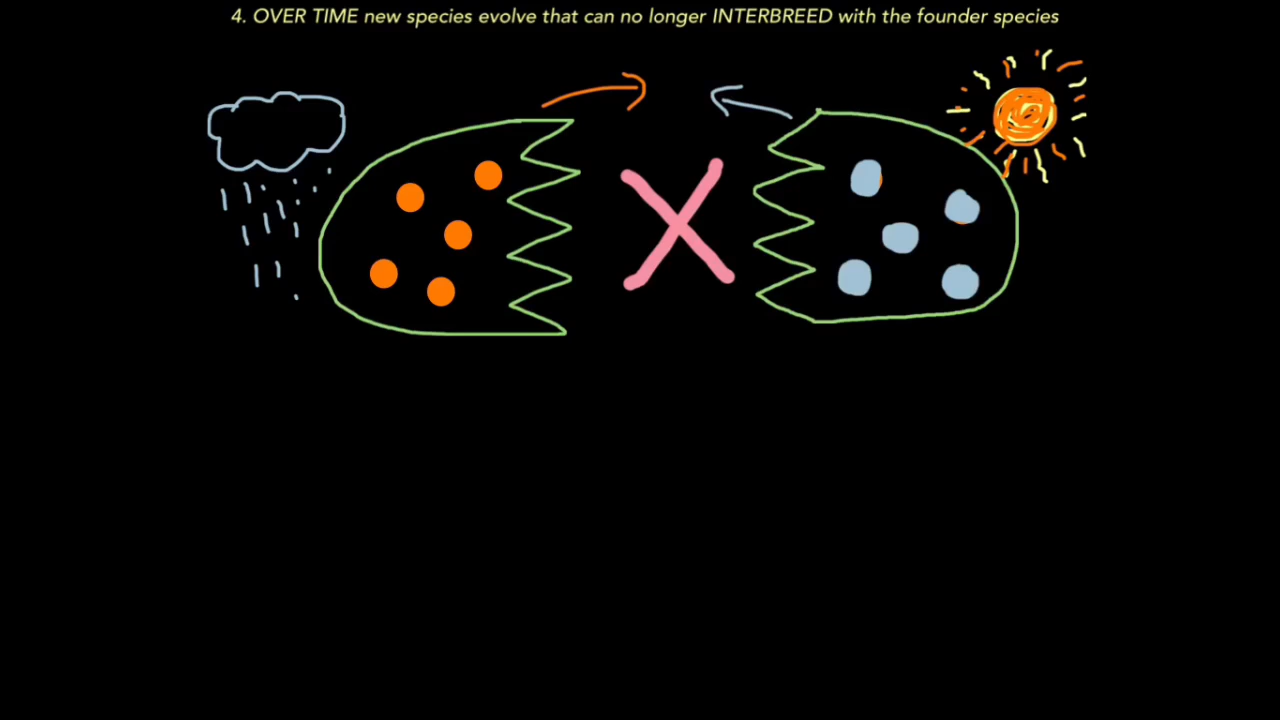 4. OVER TIME new species evolve that can no longer INTERBREED with the founder species